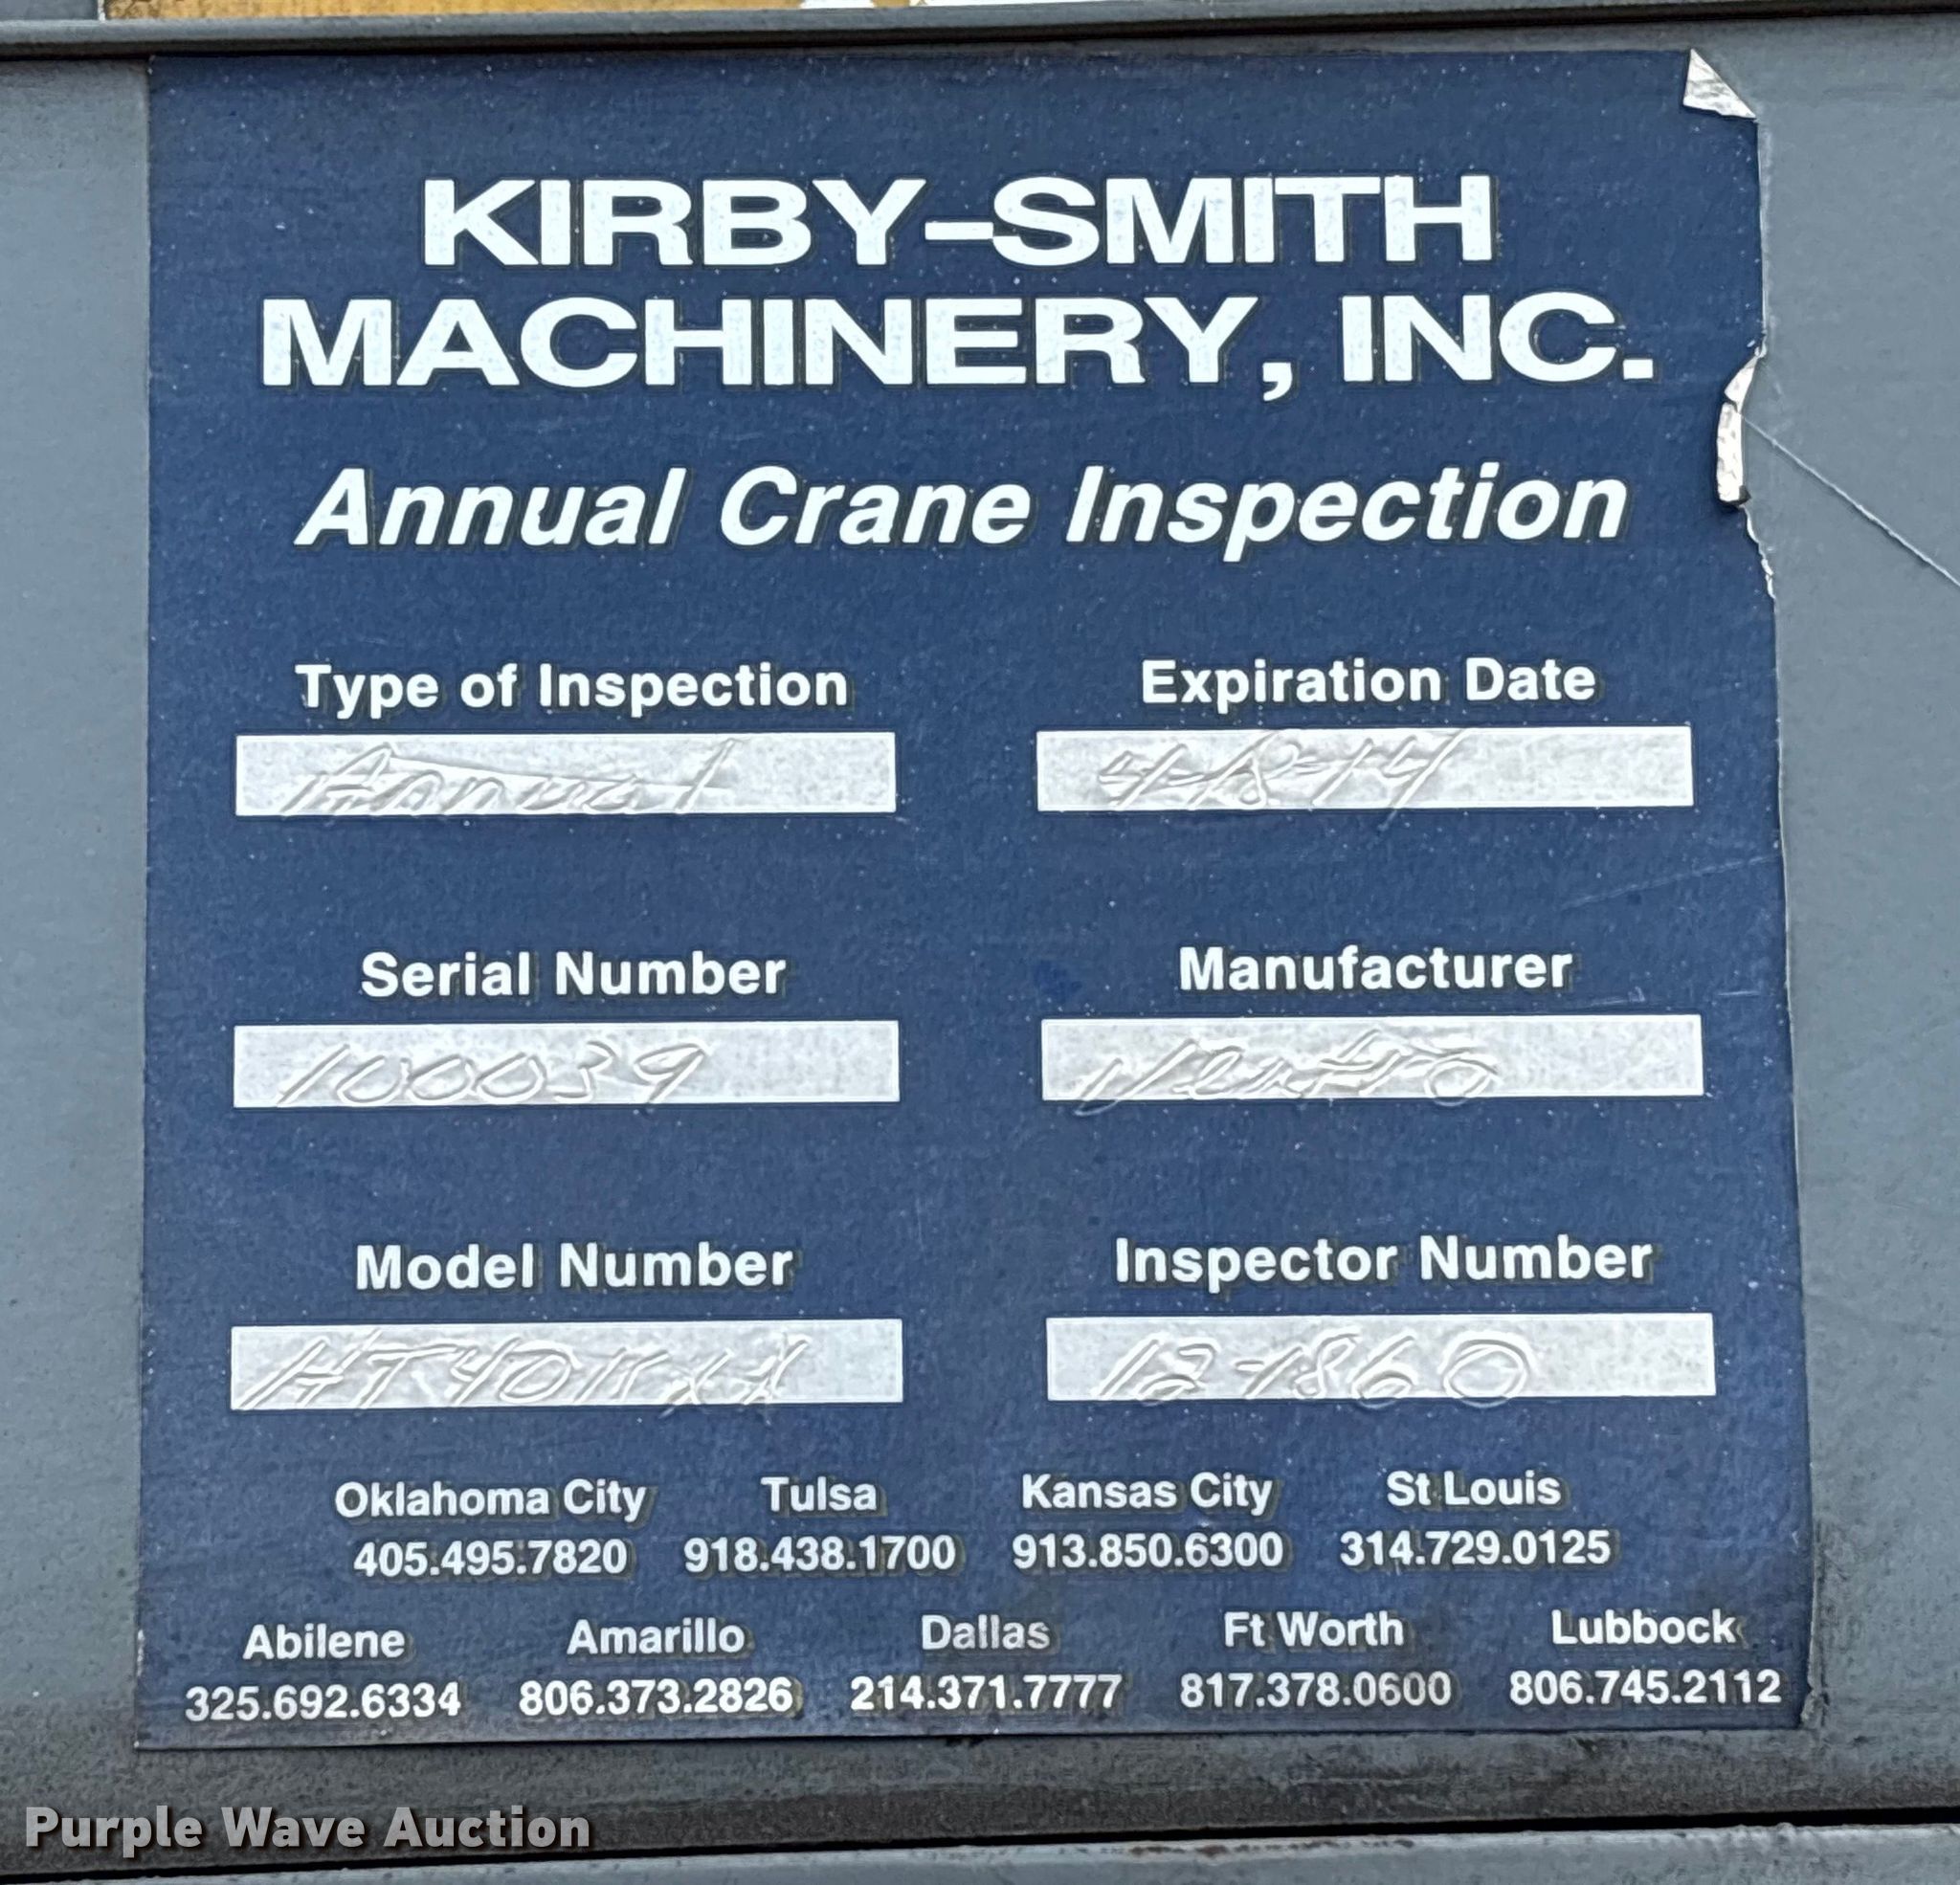 KIRBY-SMITH
MACHINERY, INC.
Annual Crane Inspection
Type of Inspection Expiration Date
Annual 4-8-14
Serial Number Manufacturer
100039
Model Number Inspector Number
Oklahoma City Tulsa Kansas City St Louis
405.495.7820 918.438.1700 913.850.6300 314.729.0125
Abilene Amarillo Dallas Ft Worth Lubbock
325.692.6334 806.373.2826 214.371.7777 817.378.0600 806.745.2112
Purple Wave Auction